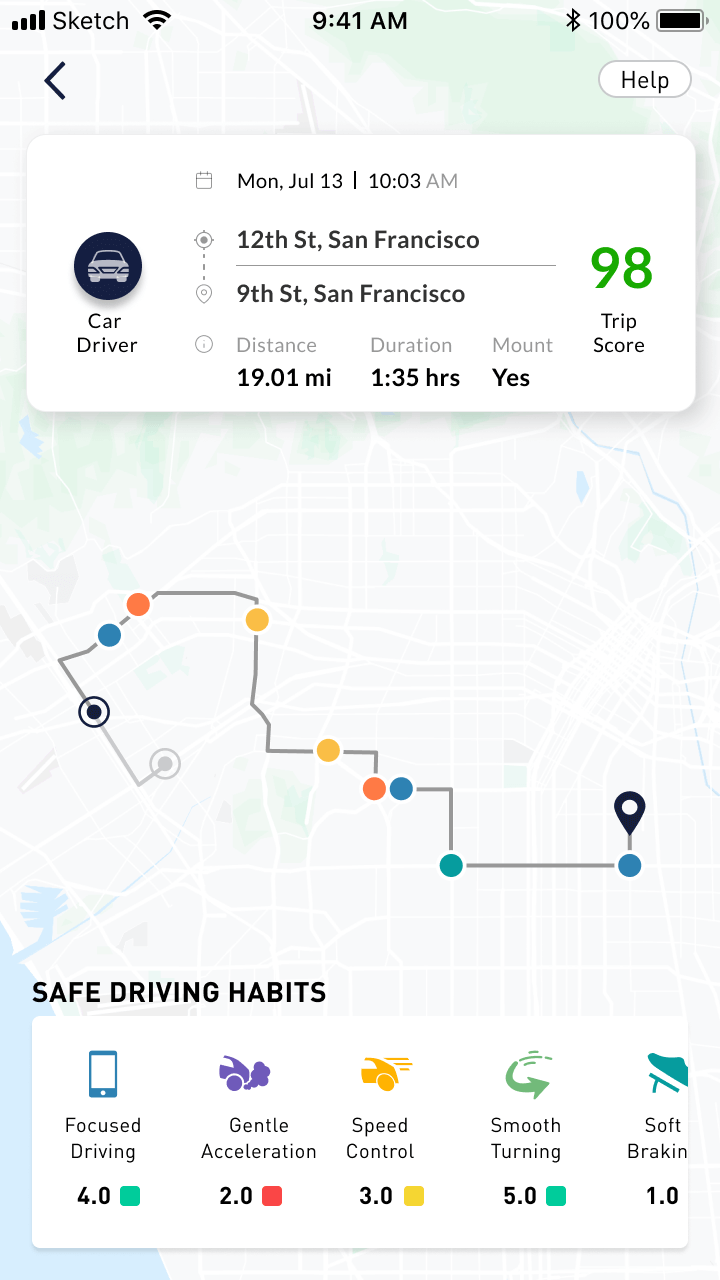 Sketch 9:41 AM 100%
Help
Mon, Jul 13 | 10:03 AM
12th St, San Francisco
9th St, San Francisco
98
Car
Driver
Trip
Score
Distance Duration Mount
19.01 mi 1:35 hrs Yes
SAFE DRIVING HABITS
Focused Gentle Speed Smooth Soft
Driving Acceleration Control Turning Brakin
4.0 2.0 3.0 5.0 1.0